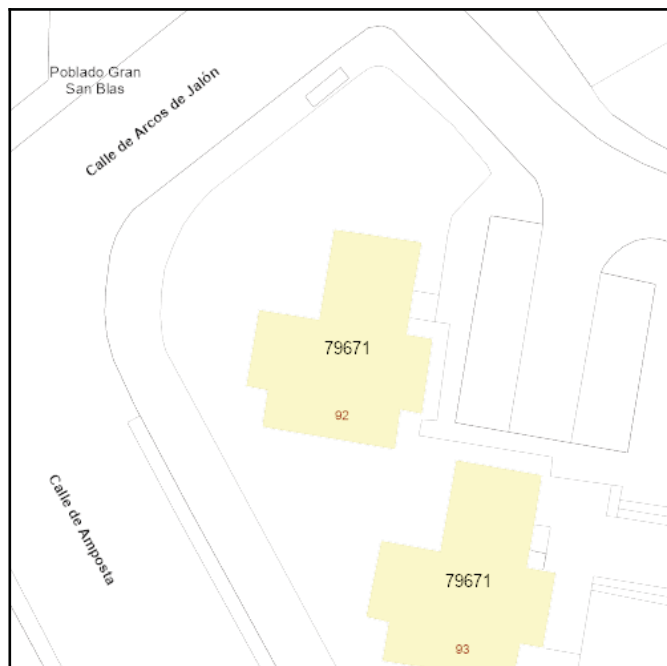 Poblado Gran
San Blas
Calle de Arcos de Jalón
79671
92
Calle de Amposta
79671
93